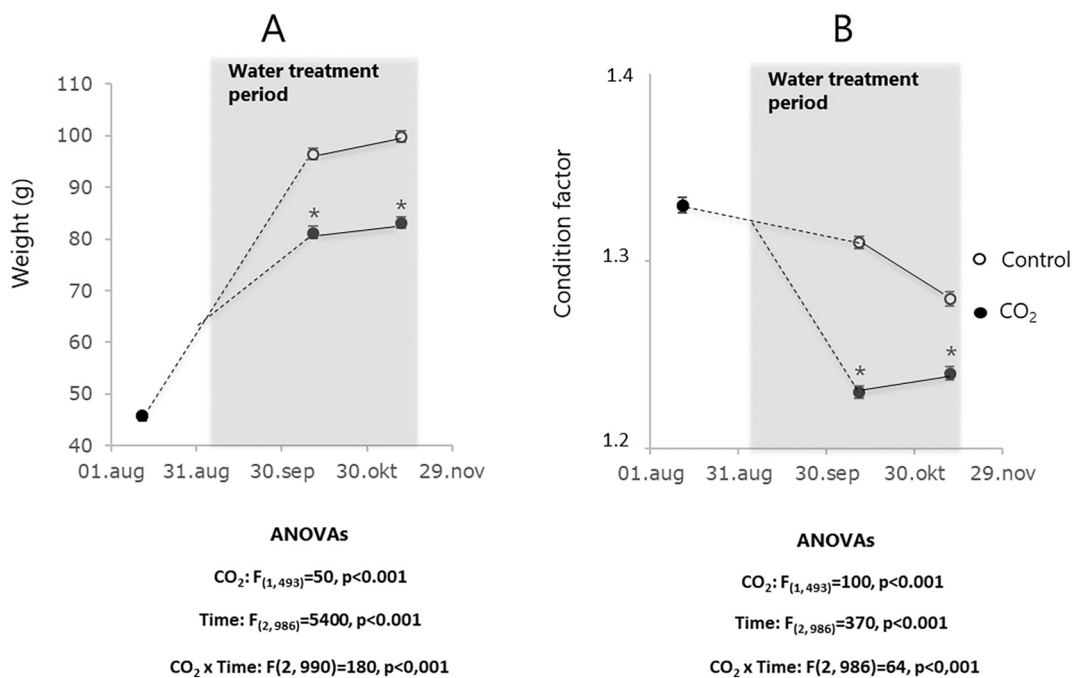 A
Water treatment
period
110
100
90
80
70
60
50
40
Weight (g)
*
*
01.aug
31.aug
30.sep
30.okt
29.nov
ANOVAs
CO₂: F₍₁, ₄₉₃₎=50, p<0.001
Time: F₍₂, ₉₈₆₎=5400, p<0.001
CO₂ x Time: F(2, 990)=180, p<0,001
B
Water treatment
period
1.4
1.3
1.2
Condition factor
*
*
01.aug
31.aug
30.sep
30.okt
29.nov
Control
CO₂
ANOVAs
CO₂: F₍₁, ₄₉₃₎=100, p<0.001
Time: F₍₂, ₉₈₆₎=370, p<0.001
CO₂ x Time: F(2, 986)=64, p<0,001